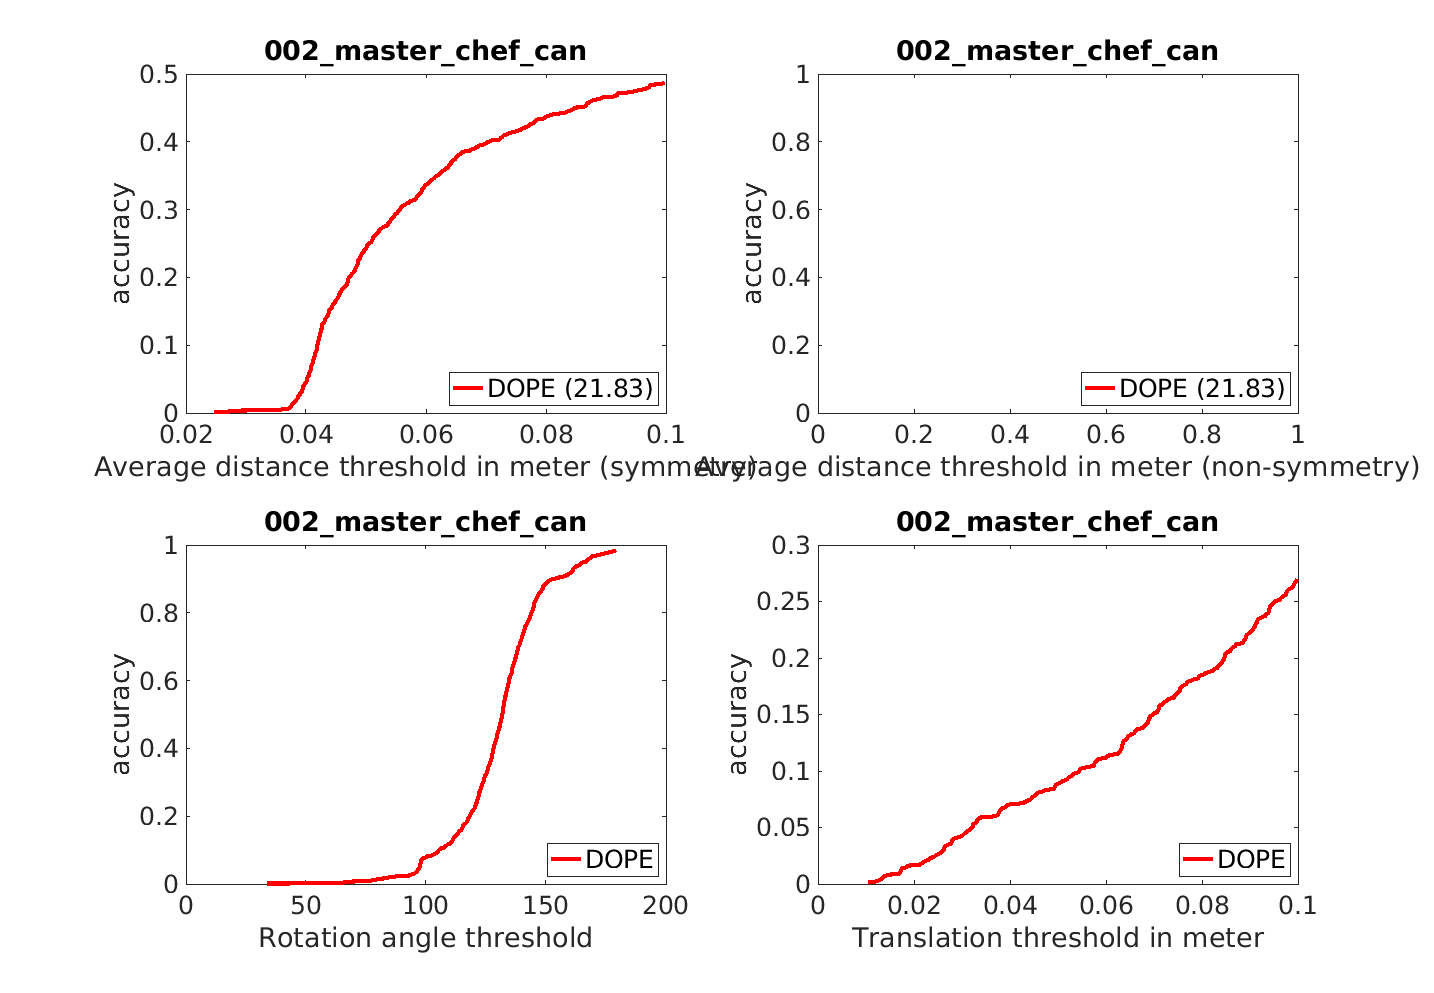 002_master_chef_can
0.5
0.4
0.3
0.2
0.1
0
accuracy
DOPE (21.83)
0.02 0.04 0.06 0.08 0.1
Average distance threshold in meter (symmetry)
002_master_chef_can
1
0.8
0.6
0.4
0.2
0
accuracy
DOPE (21.83)
0 0.2 0.4 0.6 0.8 1
Average distance threshold in meter (non-symmetry)
002_master_chef_can
1
0.8
0.6
0.4
0.2
0
accuracy
DOPE
0 50 100 150 200
Rotation angle threshold
002_master_chef_can
0.3
0.25
0.2
0.15
0.1
0.05
0
accuracy
DOPE
0 0.02 0.04 0.06 0.08 0.1
Translation threshold in meter